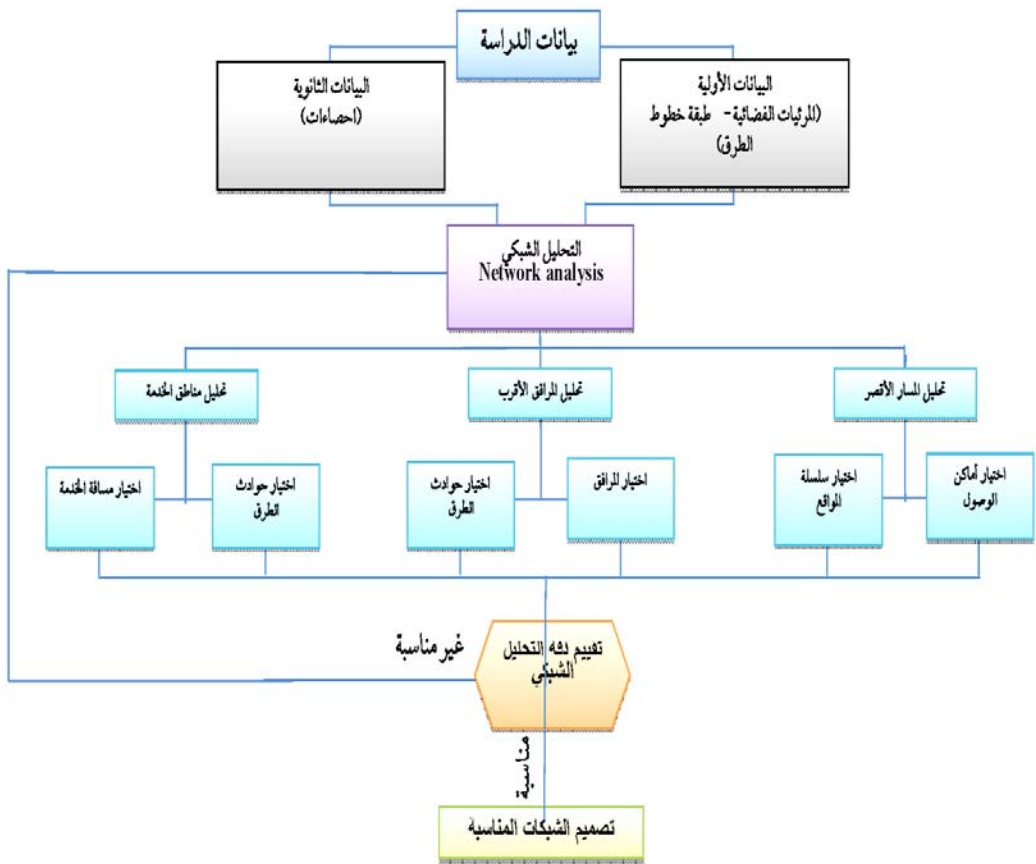 بيانات الدراسة
البيانات الأولية
(المرئيات الفضائية- طبقة خطوط
الطرق)
البيانات الثانوية
(احصاءات)
التحليل الشبكي
Network analysis
تحليل المسار الأقصر
تحليل المرافق الأقرب
تحليل مناطق الخدمة
اختيار أماكن
الوصول
اختيار سلسلة
المواقع
اختيار المرافق
اختيار حوادث
الطرق
اختيار حوادث
الطرق
اختيار مسافة الخدمة
تقييم دقه التحليل
الشبكي
غير مناسبة
مناسبة
تصميم الشبكات المناسبة